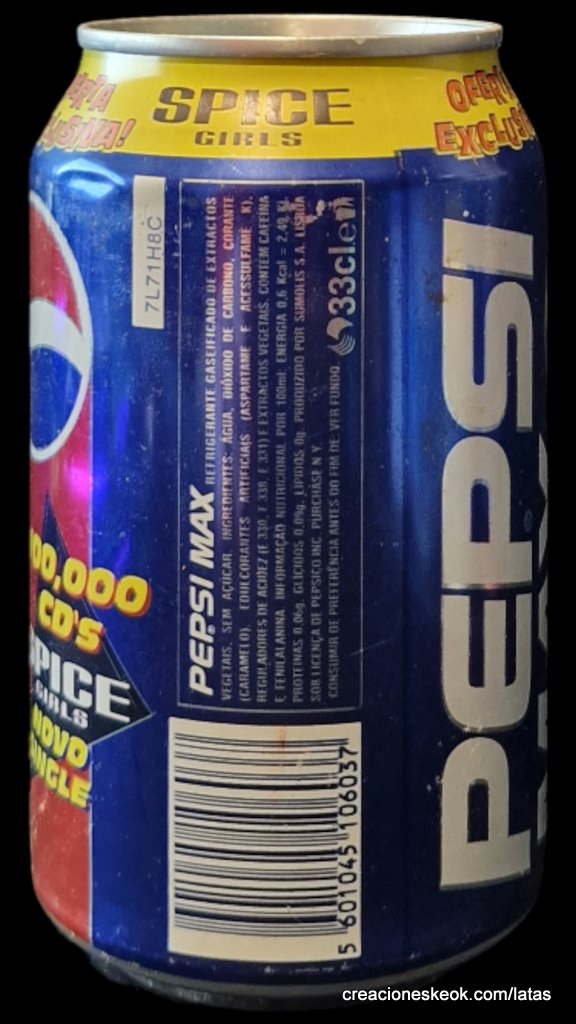 SPICE
GIRLS
OFERTA
EXCLUSIVA!
7L71H8C
PEPSI MAX REFRIGERANTE GASEIFICADO DE EXTRACTOS
VEGETAIS, SEM AÇÚCAR. INGREDIENTES: ÁGUA, DIÓXIDO DE CARBONO, CORANTE
(CARAMELO), EDULCORANTES ARTIFICIAIS (ASPARTAME E ACESSULFAME K),
REGULADORES DE ACIDEZ (E 330, E 338, E 331) E EXTRACTOS VEGETAIS. CONTÉM CAFEÍNA
E FENILALANINA. INFORMAÇÃO NUTRICIONAL POR 100ml: ENERGIA 0,6 Kcal = 2,49 KJ
PROTEÍNAS 0,06g, GLÍCIDOS 0,09g, LÍPIDOS 0g. PRODUZIDO POR SUMOLIS S.A. LISBOA
SOB LICENÇA DE PEPSICO INC. PURCHASE N.Y.
CONSUMIR DE PREFERÊNCIA ANTES DO FIM DE: VER FUNDO
33cl e
PEPSI
00,000
CD'S
SPICE
GIRLS
NOVO
SINGLE
5 601045 106037
creacioneskeok.com/latas